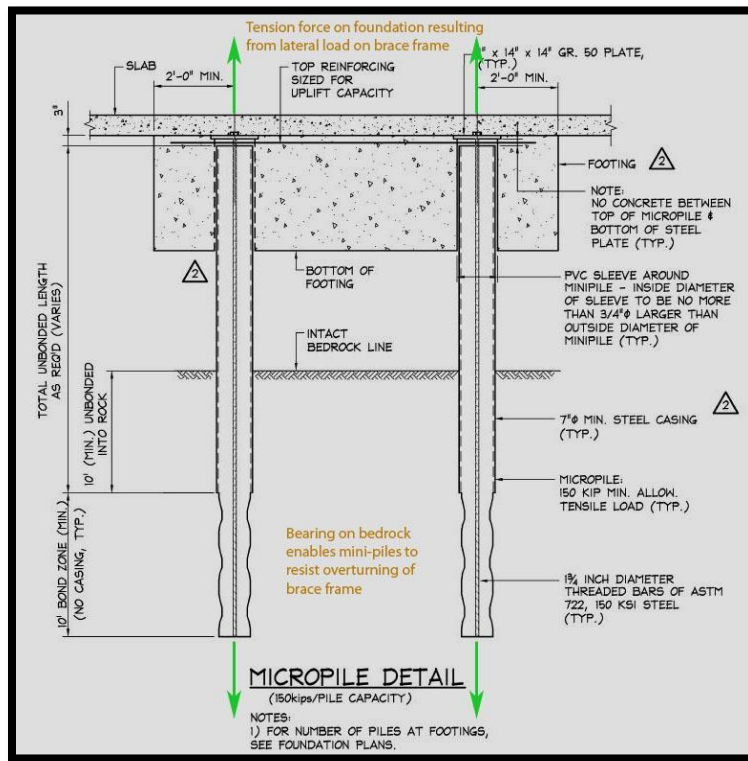 Tension force on foundation resulting
from lateral load on brace frame
" x 14" x 14" GR. 50 PLATE,
(TYP.)
SLAB
2'-0" MIN.
TOP REINFORCING
SIZED FOR
UPLIFT CAPACITY
2'-0" MIN.
3"
FOOTING
2
NOTE:
NO CONCRETE BETWEEN
TOP OF MICROPILE &
BOTTOM OF STEEL
PLATE (TYP.)
2
BOTTOM OF
FOOTING
PVC SLEEVE AROUND
MINIPILE - INSIDE DIAMETER
OF SLEEVE TO BE NO MORE
THAN 3/4"ϕ LARGER THAN
OUTSIDE DIAMETER OF
MINIPILE (TYP.)
INTACT
BEDROCK LINE
TOTAL UNBONDED LENGTH
AS REQ'D (VARIES)
10' (MIN.) UNBONDED
INTO ROCK
7"ϕ MIN. STEEL CASING
(TYP.)
2
MICROPILE:
150 KIP MIN. ALLOW.
TENSILE LOAD (TYP.)
10' BOND ZONE (MIN.)
(NO CASING, TYP.)
Bearing on bedrock
enables mini-piles to
resist overturning of
brace frame
1¾ INCH DIAMETER
THREADED BARS OF ASTM
722, 150 KSI STEEL
(TYP.)
MICROPILE DETAIL
(150kips/PILE CAPACITY)
NOTES:
1) FOR NUMBER OF PILES AT FOOTINGS,
SEE FOUNDATION PLANS.